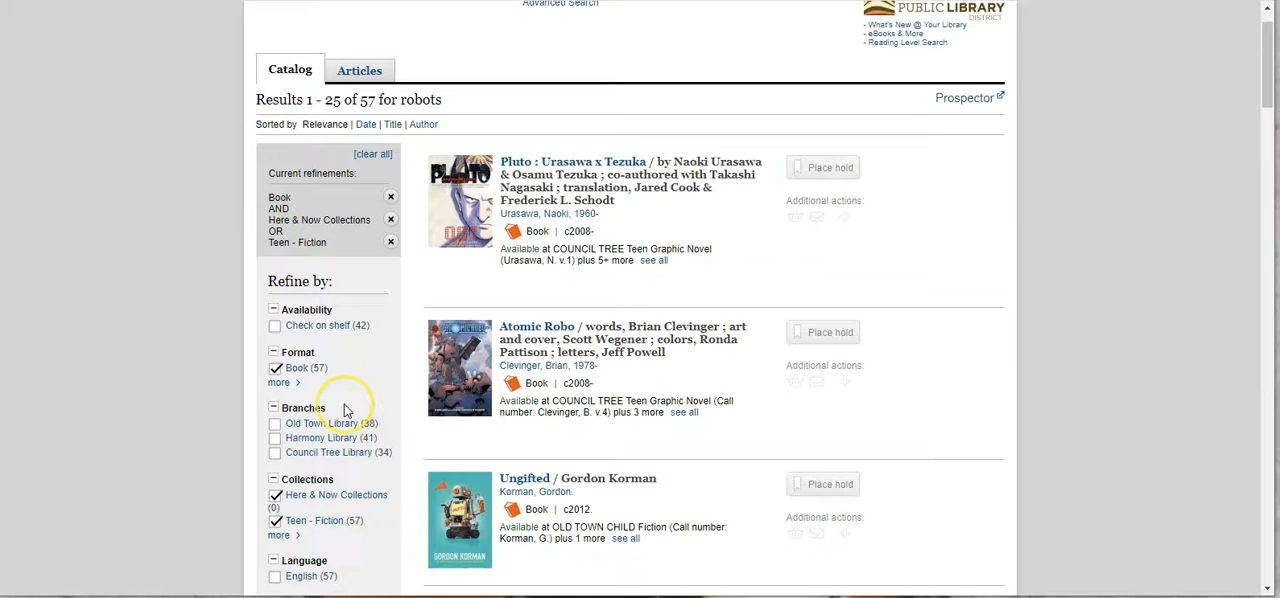 Advanced Search
PUBLIC LIBRARY
DISTRICT
- What's New @ Your Library
- eBooks & More
- Reading Level Search
Catalog
Articles
Results 1 - 25 of 57 for robots
Prospector
Sorted by Relevance | Date | Title | Author
[clear all]
Current refinements:
Book
AND
Here & Now Collections
OR
Teen - Fiction
Refine by:
Availability
Check on shelf (42)
Format
Book (57)
more >
Branches
Old Town Library (38)
Harmony Library (41)
Council Tree Library (34)
Collections
Here & Now Collections
(0)
Teen - Fiction (57)
more >
Language
English (57)
PLUTO
Pluto : Urasawa x Tezuka / by Naoki Urasawa
& Osamu Tezuka ; co-authored with Takashi
Nagasaki ; translation, Jared Cook &
Frederick L. Schodt
Urasawa, Naoki, 1960-
Book | c2008-
Available at COUNCIL TREE Teen Graphic Novel
(Urasawa, N. v.1) plus 5+ more see all
Place hold
Additional actions:
Atomic Robo / words, Brian Clevinger ; art
and cover, Scott Wegener ; colors, Ronda
Pattison ; letters, Jeff Powell
Clevinger, Brian, 1978-
Book | c2008-
Available at COUNCIL TREE Teen Graphic Novel (Call
number: Clevinger, B. v.4) plus 3 more see all
Place hold
Additional actions:
GORDON KORMAN
Ungifted / Gordon Korman
Korman, Gordon.
Book | c2012.
Available at OLD TOWN CHILD Fiction (Call number:
Korman, G.) plus 1 more see all
Place hold
Additional actions: